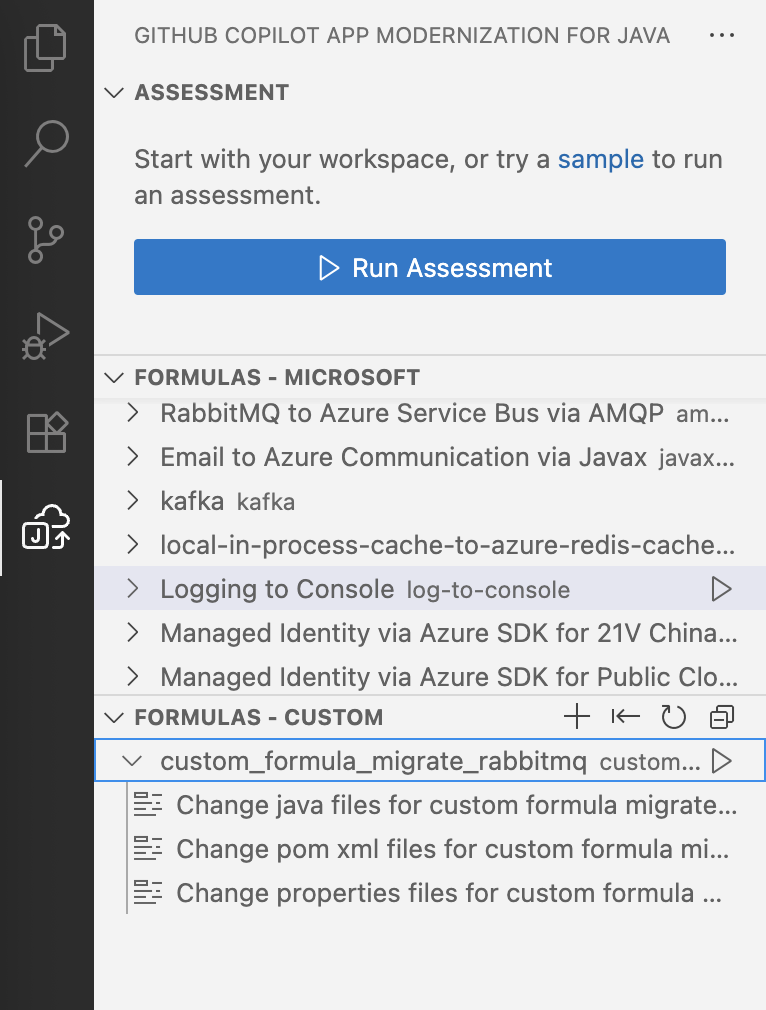 GITHUB COPILOT APP MODERNIZATION FOR JAVA ...
ASSESSMENT
Start with your workspace, or try a sample to run
an assessment.
Run Assessment
FORMULAS - MICROSOFT
RabbitMQ to Azure Service Bus via AMQP am...
Email to Azure Communication via Javax javax...
kafka kafka
local-in-process-cache-to-azure-redis-cache...
Logging to Console log-to-console
Managed Identity via Azure SDK for 21V China...
Managed Identity via Azure SDK for Public Clo...
FORMULAS - CUSTOM
custom_formula_migrate_rabbitmq custom...
Change java files for custom formula migrate...
Change pom xml files for custom formula mi...
Change properties files for custom formula ...
J